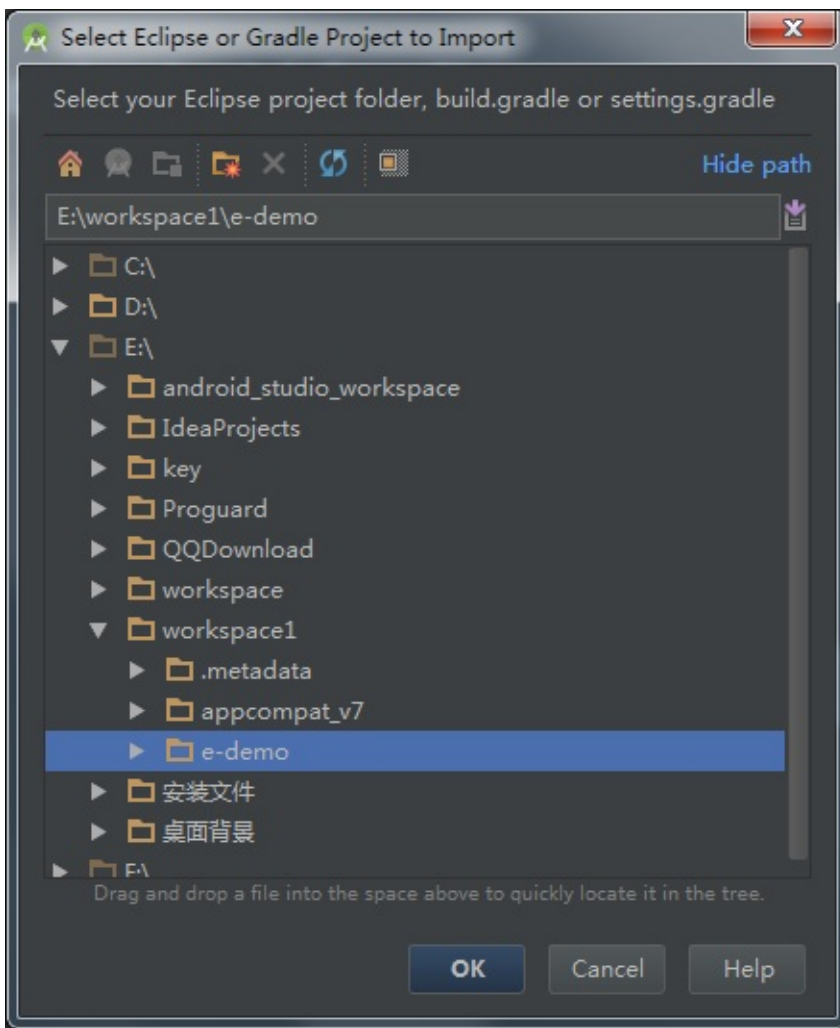 Select Eclipse or Gradle Project to Import
Select your Eclipse project folder, build.gradle or settings.gradle
Hide path
E:\workspace1\e-demo
C:\
D:\
E:\
android_studio_workspace
IdeaProjects
key
Proguard
QQDownload
workspace
workspace1
.metadata
appcompat_v7
e-demo
安装文件
桌面背景
F:\
Drag and drop a file into the space above to quickly locate it in the tree.
OK
Cancel
Help